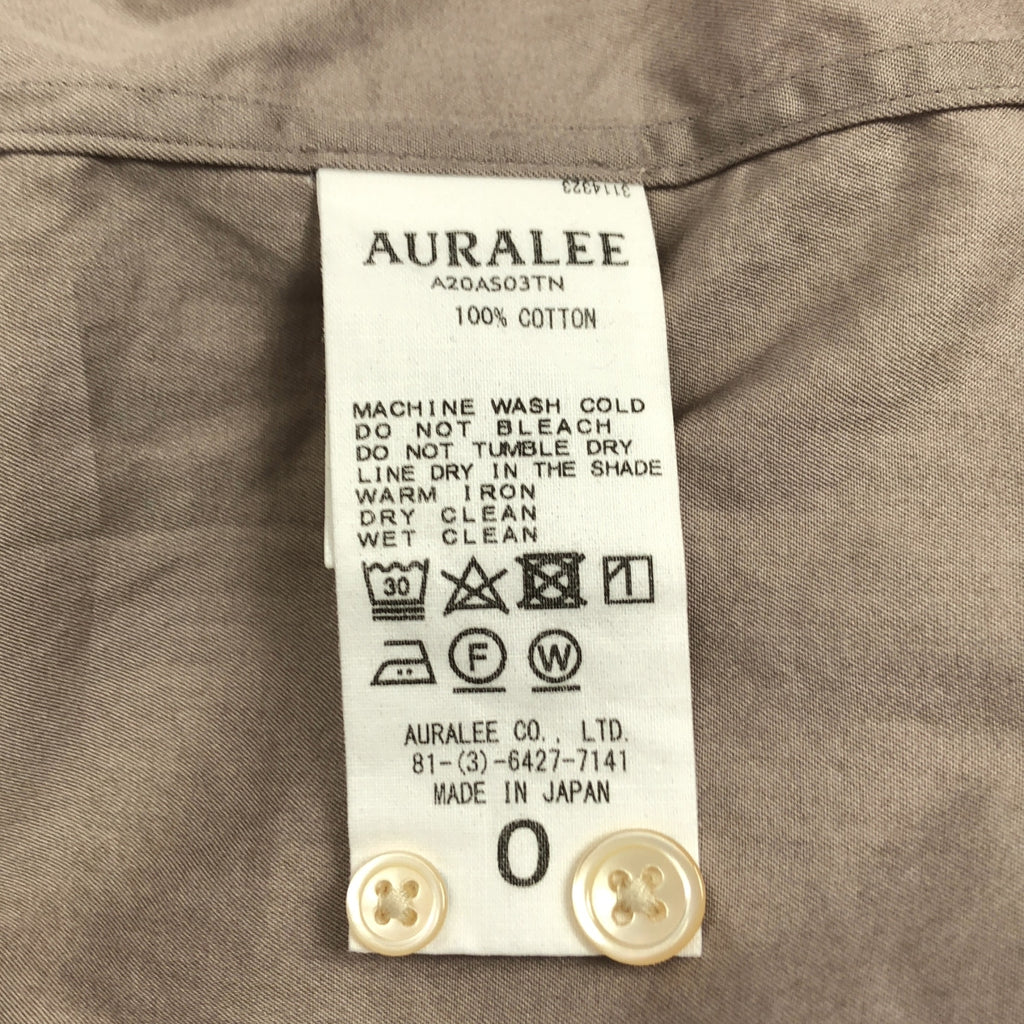 3114323
AURALEE
A20AS03TN
100% COTTON
MACHINE WASH COLD
DO NOT BLEACH
DO NOT TUMBLE DRY
LINE DRY IN THE SHADE
WARM IRON
DRY CLEAN
WET CLEAN
30
F W
AURALEE CO., LTD.
81-(3)-6427-7141
MADE IN JAPAN
0